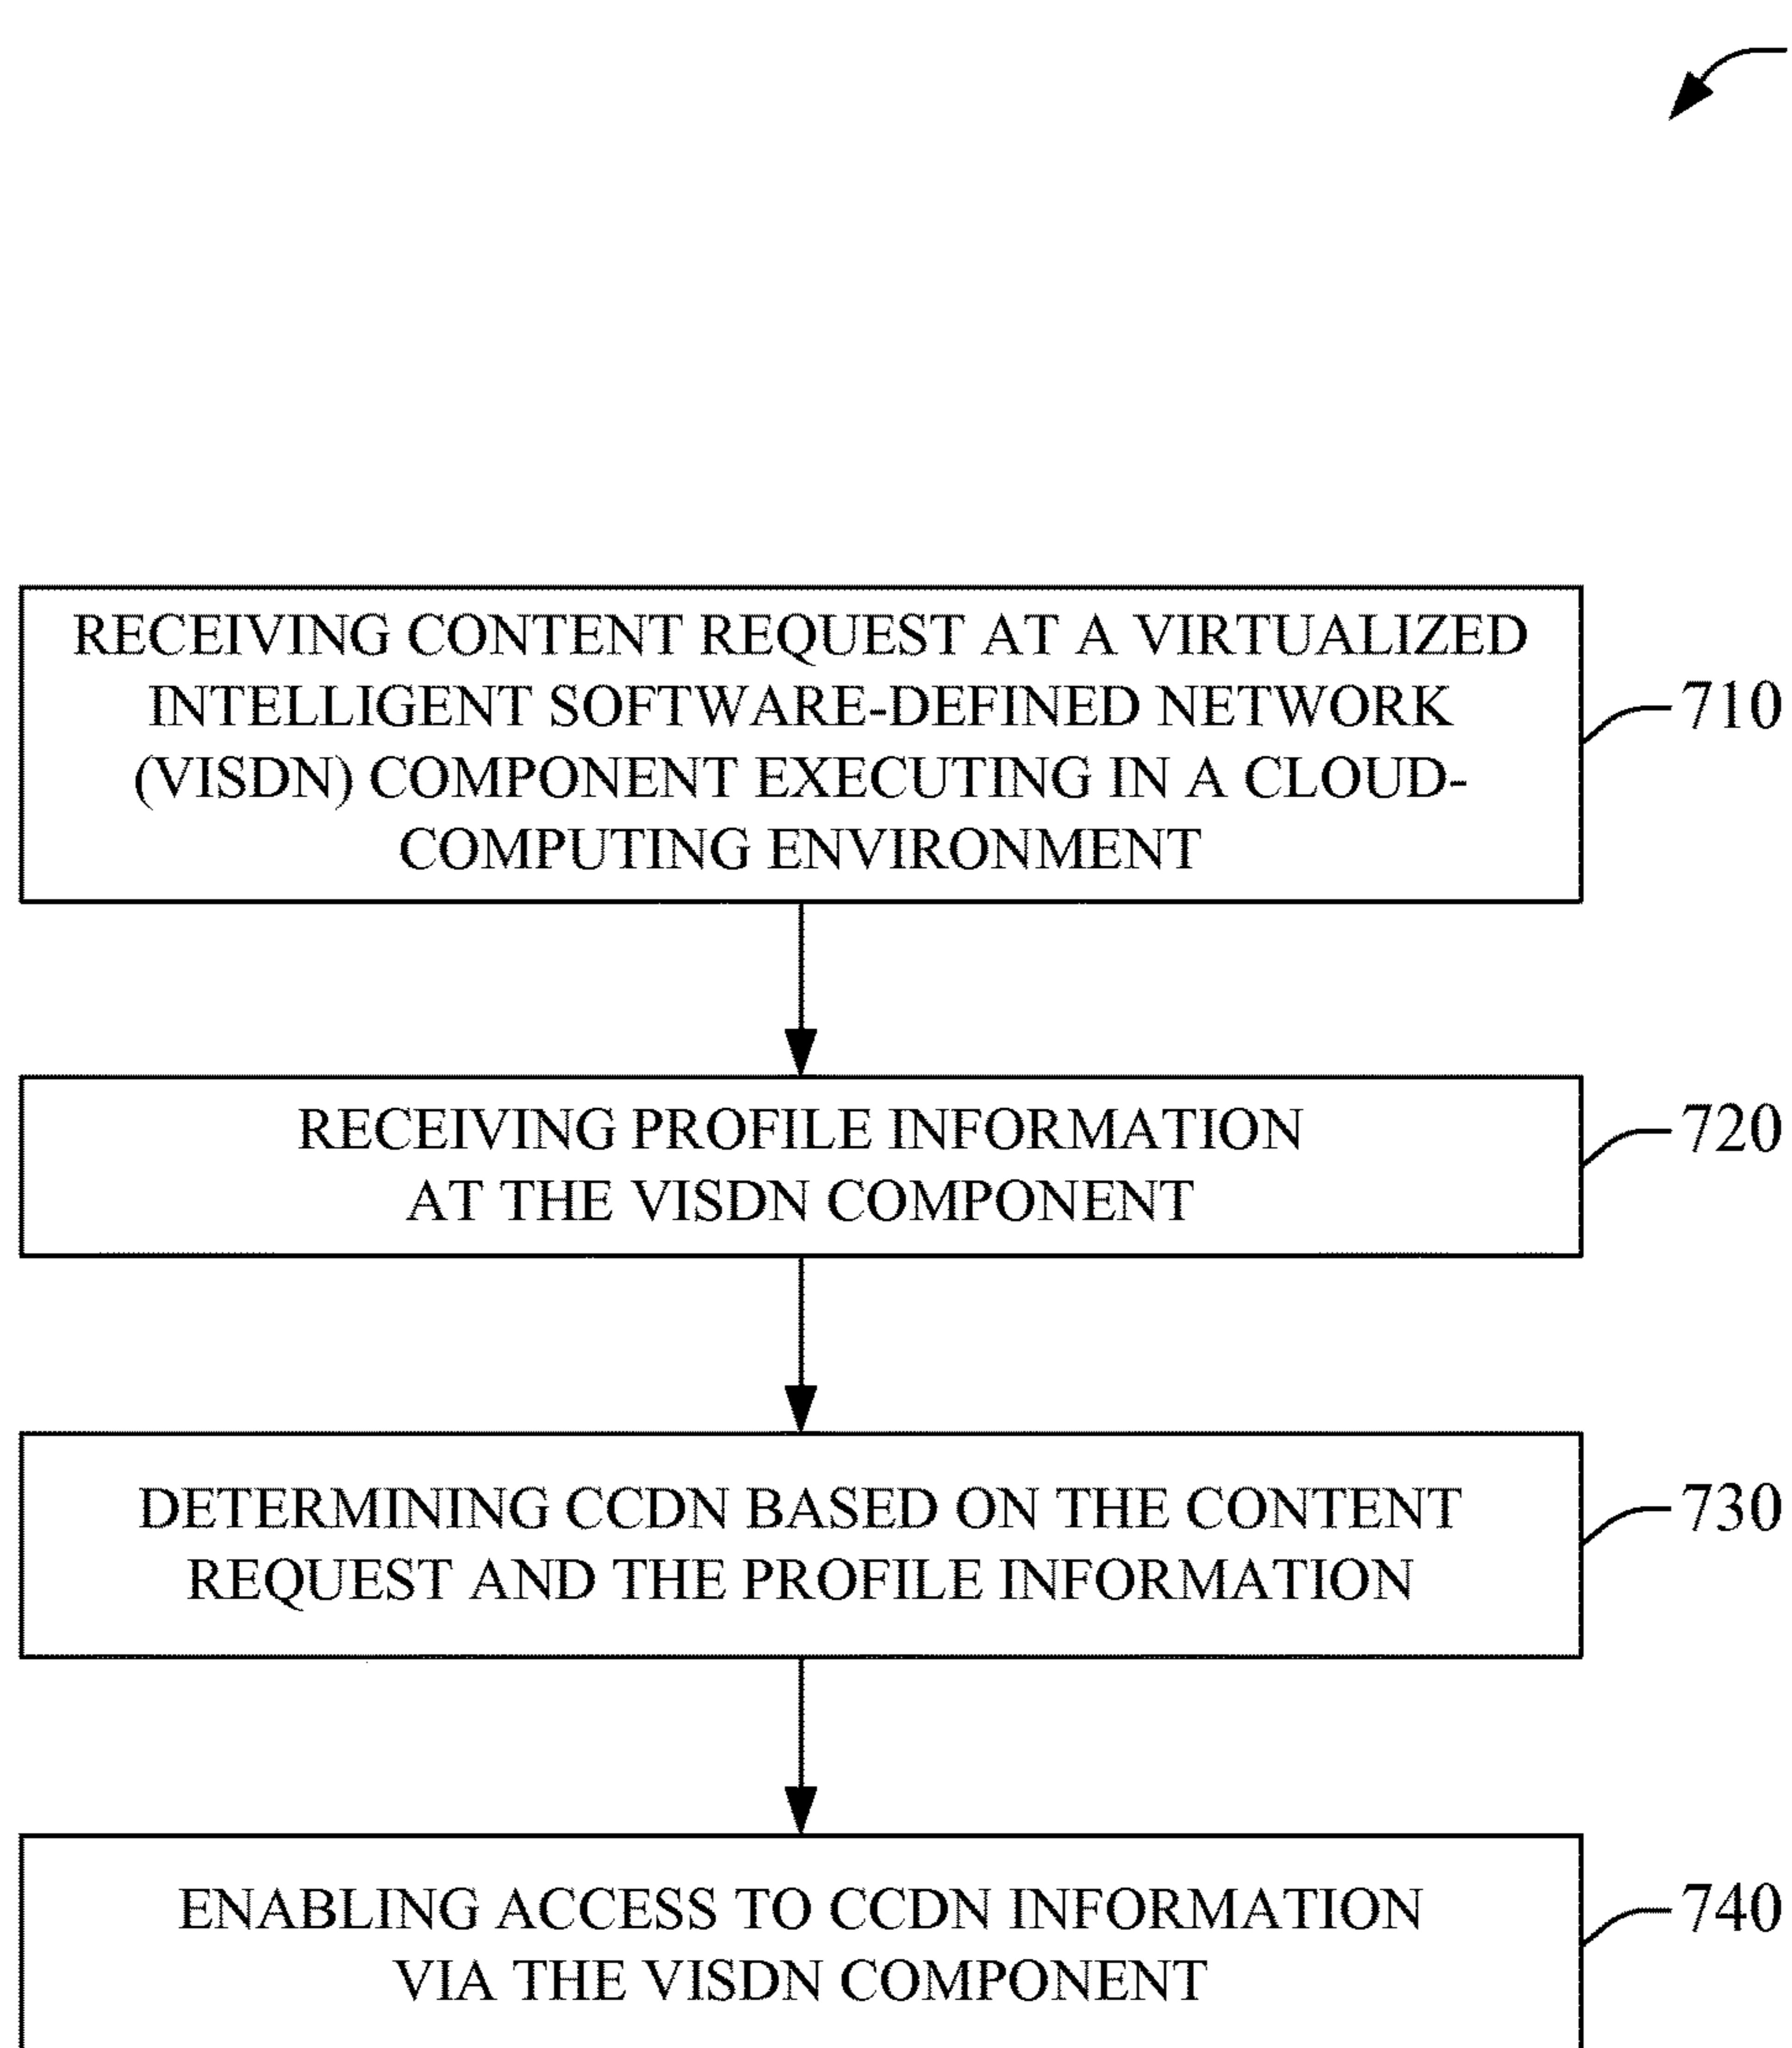 RECEIVING CONTENT REQUEST AT A VIRTUALIZED
INTELLIGENT SOFTWARE-DEFINED NETWORK
(VISDN) COMPONENT EXECUTING IN A CLOUD-
COMPUTING ENVIRONMENT
710
RECEIVING PROFILE INFORMATION
AT THE VISDN COMPONENT
720
DETERMINING CCDN BASED ON THE CONTENT
REQUEST AND THE PROFILE INFORMATION
730
ENABLING ACCESS TO CCDN INFORMATION
VIA THE VISDN COMPONENT
740